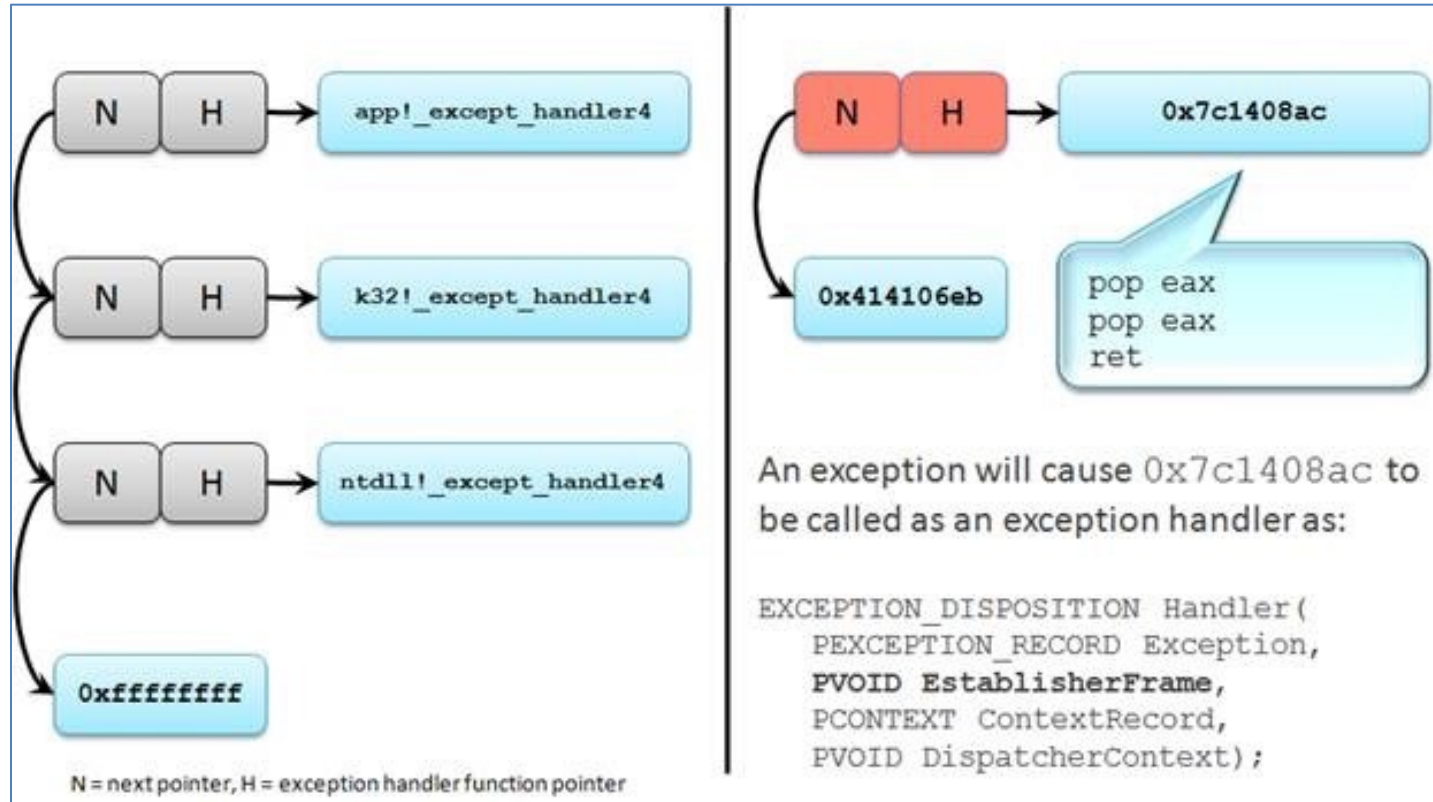 N H app!_except_handler4
N H k32!_except_handler4
N H ntdll!_except_handler4
0xffffffff
N = next pointer, H = exception handler function pointer
N H 0x7c1408ac
0x414106eb
pop eax
pop eax
ret
An exception will cause 0x7c1408ac to
be called as an exception handler as:
EXCEPTION_DISPOSITION Handler(
PEXCEPTION_RECORD Exception,
PVOID EstablisherFrame,
PCONTEXT ContextRecord,
PVOID DispatcherContext);